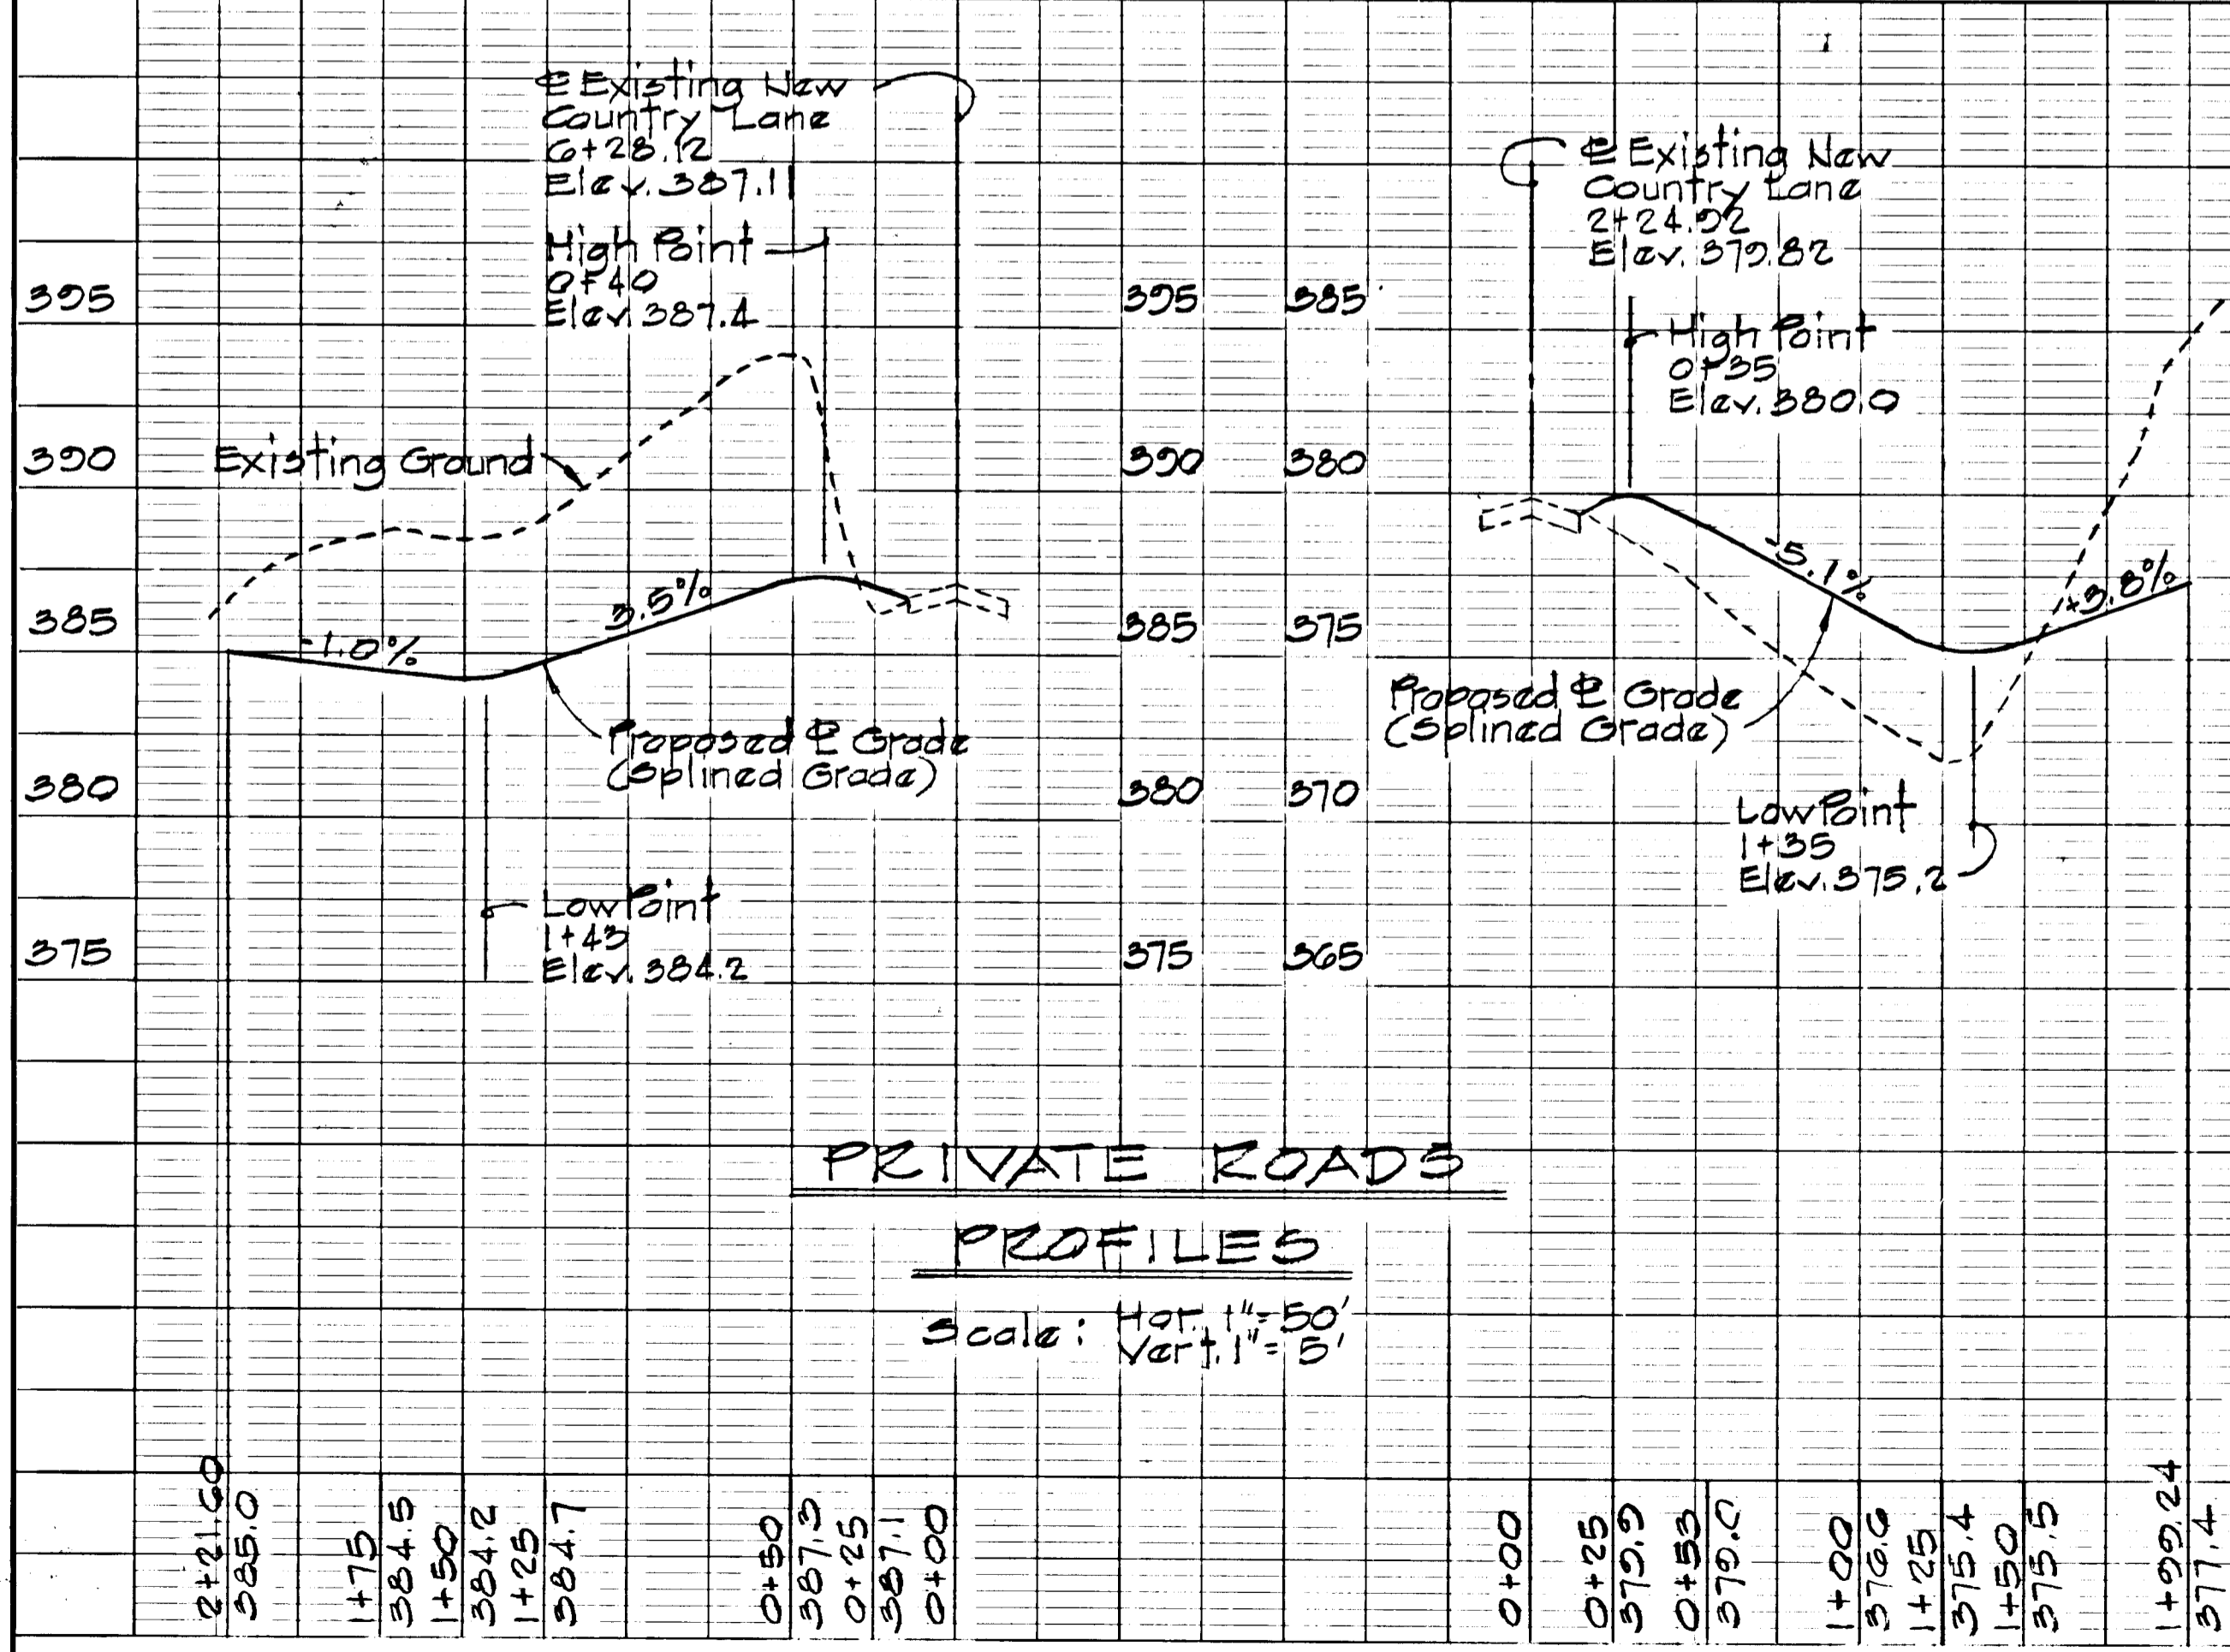 ℄ Existing New
Country Lane
6+28.12
Elev. 387.11
High Point
0+40
Elev. 387.4
395
390
385
380
375
Existing Ground
-1.0%
3.5%
Proposed ℄ Grade
(Splined Grade)
Low Point
1+43
Elev. 384.2
395 385
390 380
385 375
380 370
375 365
℄ Existing New
Country Lane
2+24.92
Elev. 379.82
High Point
0+35
Elev. 380.0
-5.1%
+3.8%
Proposed ℄ Grade
(Splined Grade)
Low Point
1+35
Elev. 375.2
PRIVATE ROADS
PROFILES
Scale: Hor. 1"=50'
Vert. 1"= 5'
2+21.60
385.0
1+75
384.5
1+50
384.2
1+25
384.7
0+50
387.3
0+25
387.1
0+00
0+00
0+25
379.9
0+53
1+00
376.6
1+25
375.4
1+50
375.5
1+99.24
377.4